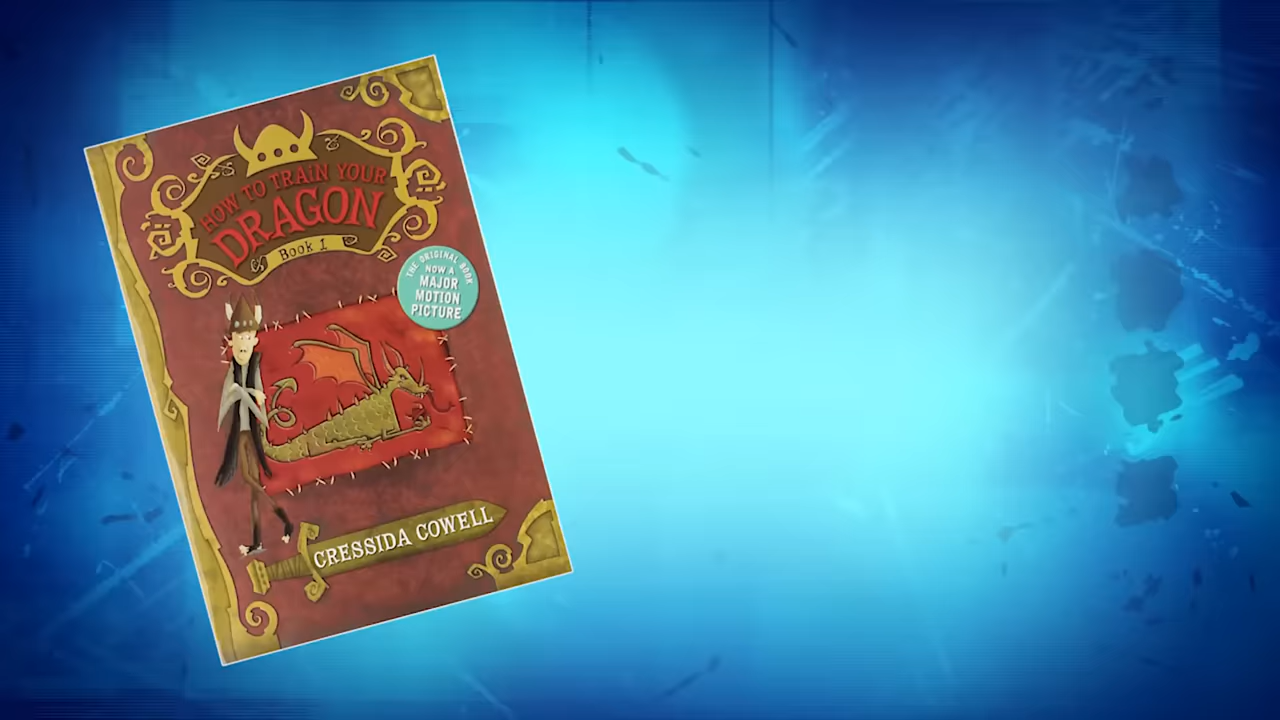 HOW TO TRAIN YOUR
DRAGON
Book 1
THE ORIGINAL BOOK
NOW A
MAJOR
MOTION
PICTURE
CRESSIDA COWELL